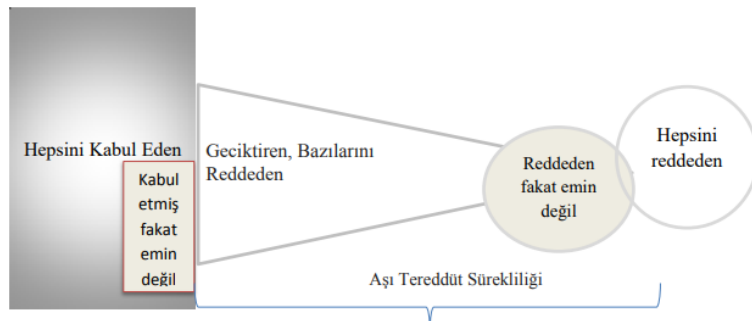 Hepsini Kabul Eden
Kabul
etmiş
fakat
emin
değil
Geciktiren, Bazılarını
Reddeden
Reddeden
fakat emin
değil
Hepsini
reddeden
Aşı Tereddüt Sürekliliği